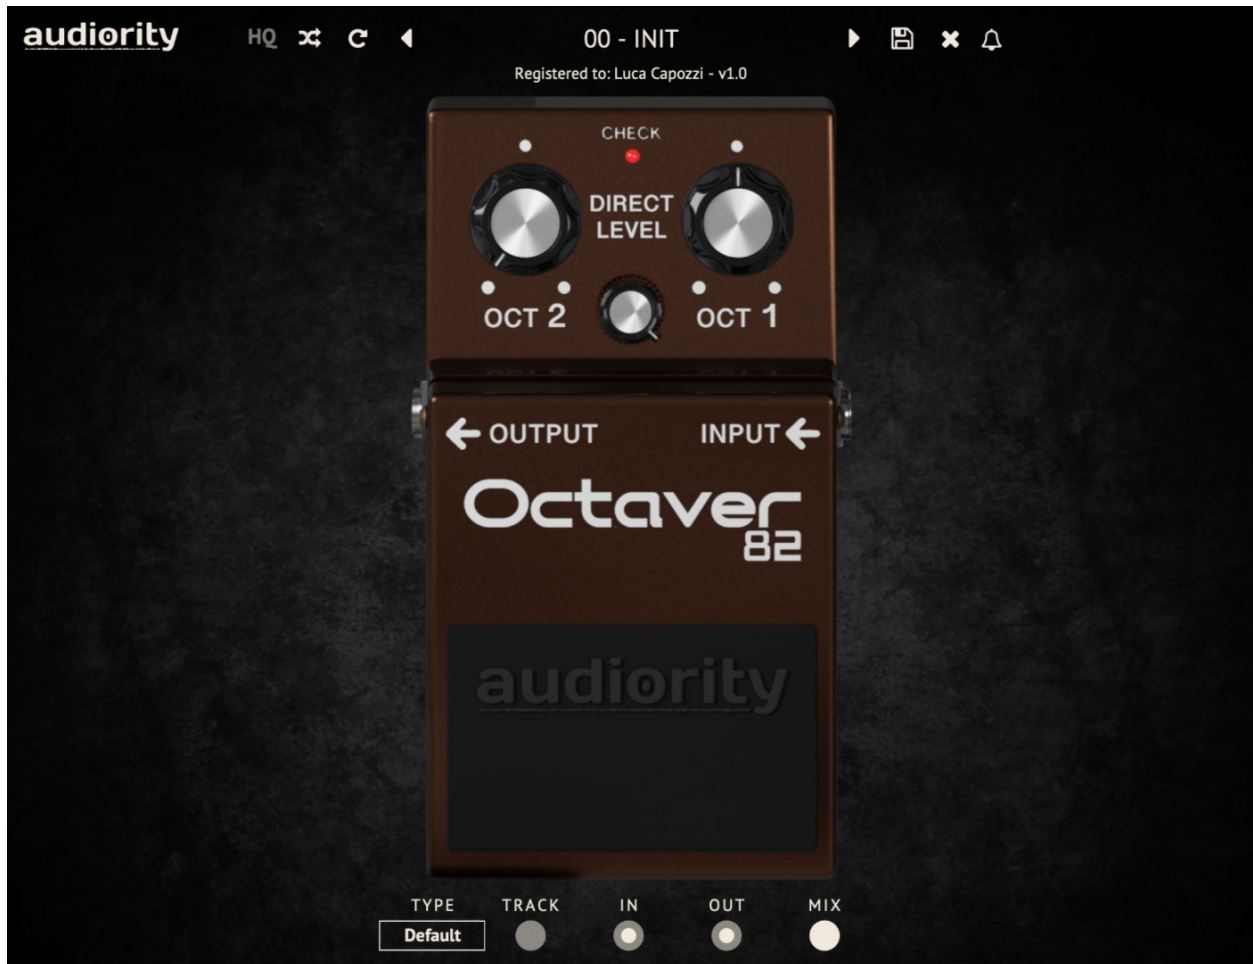 audiority
HQ
00 - INIT
Registered to: Luca Capozzi - v1.0
CHECK
DIRECT
LEVEL
OCT 2
OCT 1
OUTPUT
INPUT
Octaver
82
audiority
TYPE TRACK IN OUT MIX
Default